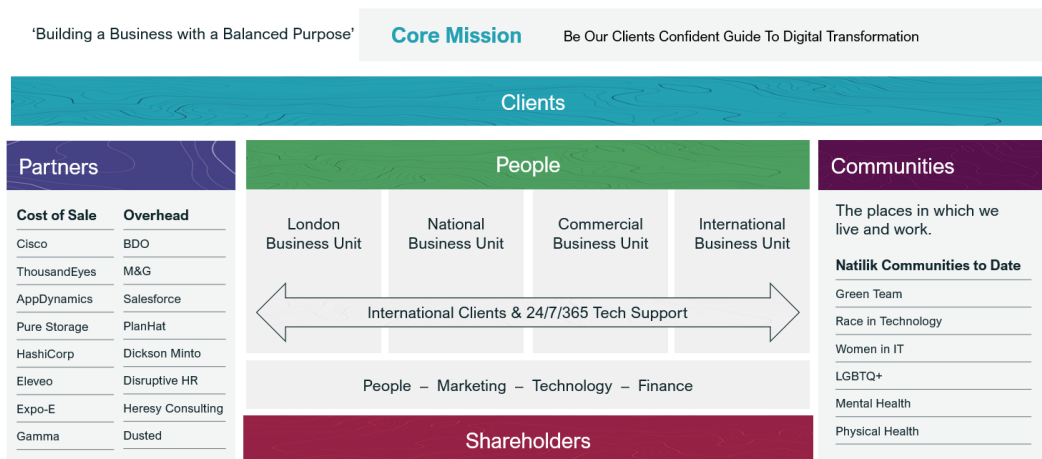 ‘Building a Business with a Balanced Purpose’
Core Mission
Be Our Clients Confident Guide To Digital Transformation
Clients
Partners
Cost of Sale Overhead
Cisco BDO
ThousandEyes M&G
AppDynamics Salesforce
Pure Storage PlanHat
HashiCorp Dickson Minto
Eleveo Disruptive HR
Expo-E Heresy Consulting
Gamma Dusted
People
London
Business Unit
National
Business Unit
Commercial
Business Unit
International
Business Unit
International Clients & 24/7/365 Tech Support
People – Marketing – Technology – Finance
Shareholders
Communities
The places in which we
live and work.
Natilik Communities to Date
Green Team
Race in Technology
Women in IT
LGBTQ+
Mental Health
Physical Health